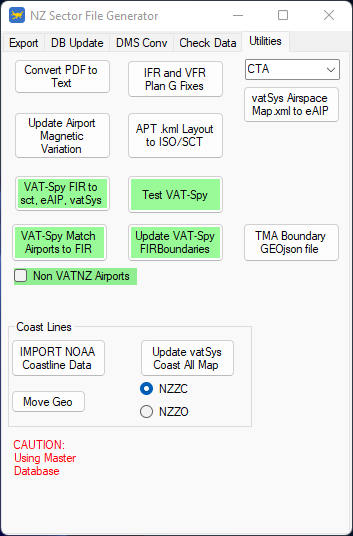 NZ Sector File Generator
Export
DB Update
DMS Conv
Check Data
Utilities
Convert PDF to
Text
IFR and VFR
Plan G Fixes
CTA
vatSys Airspace
Map.xml to eAIP
Update Airport
Magnetic
Variation
APT .kml Layout
to ISO/SCT
VAT-Spy FIR to
sct, eAIP, vatSys
Test VAT-Spy
VAT-Spy Match
Airports to FIR
Update VAT-Spy
FIRBoundaries
TMA Boundary
GEOjson file
Non VATNZ Airports
Coast Lines
IMPORT NOAA
Coastline Data
Update vatSys
Coast All Map
Move Geo
NZZC
NZZO
CAUTION:
Using Master
Database